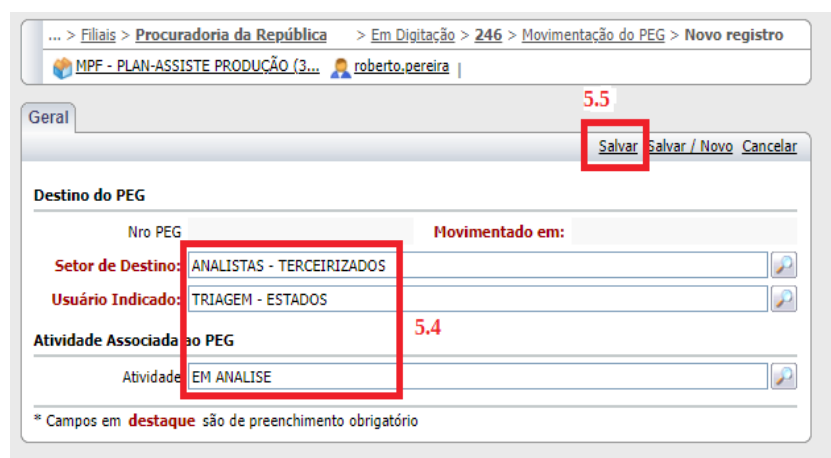 ... > Filiais > Procuradoria da República > Em Digitação > 246 > Movimentação do PEG > Novo registro
MPF - PLAN-ASSISTE PRODUÇÃO (3... roberto.pereira |
5.5
Geral
Salvar Salvar / Novo Cancelar
Destino do PEG
Nro PEG Movimentado em:
Setor de Destino: ANALISTAS - TERCEIRIZADOS
Usuário Indicado: TRIAGEM - ESTADOS
5.4
Atividade Associada ao PEG
Atividade EM ANALISE
* Campos em destaque são de preenchimento obrigatório